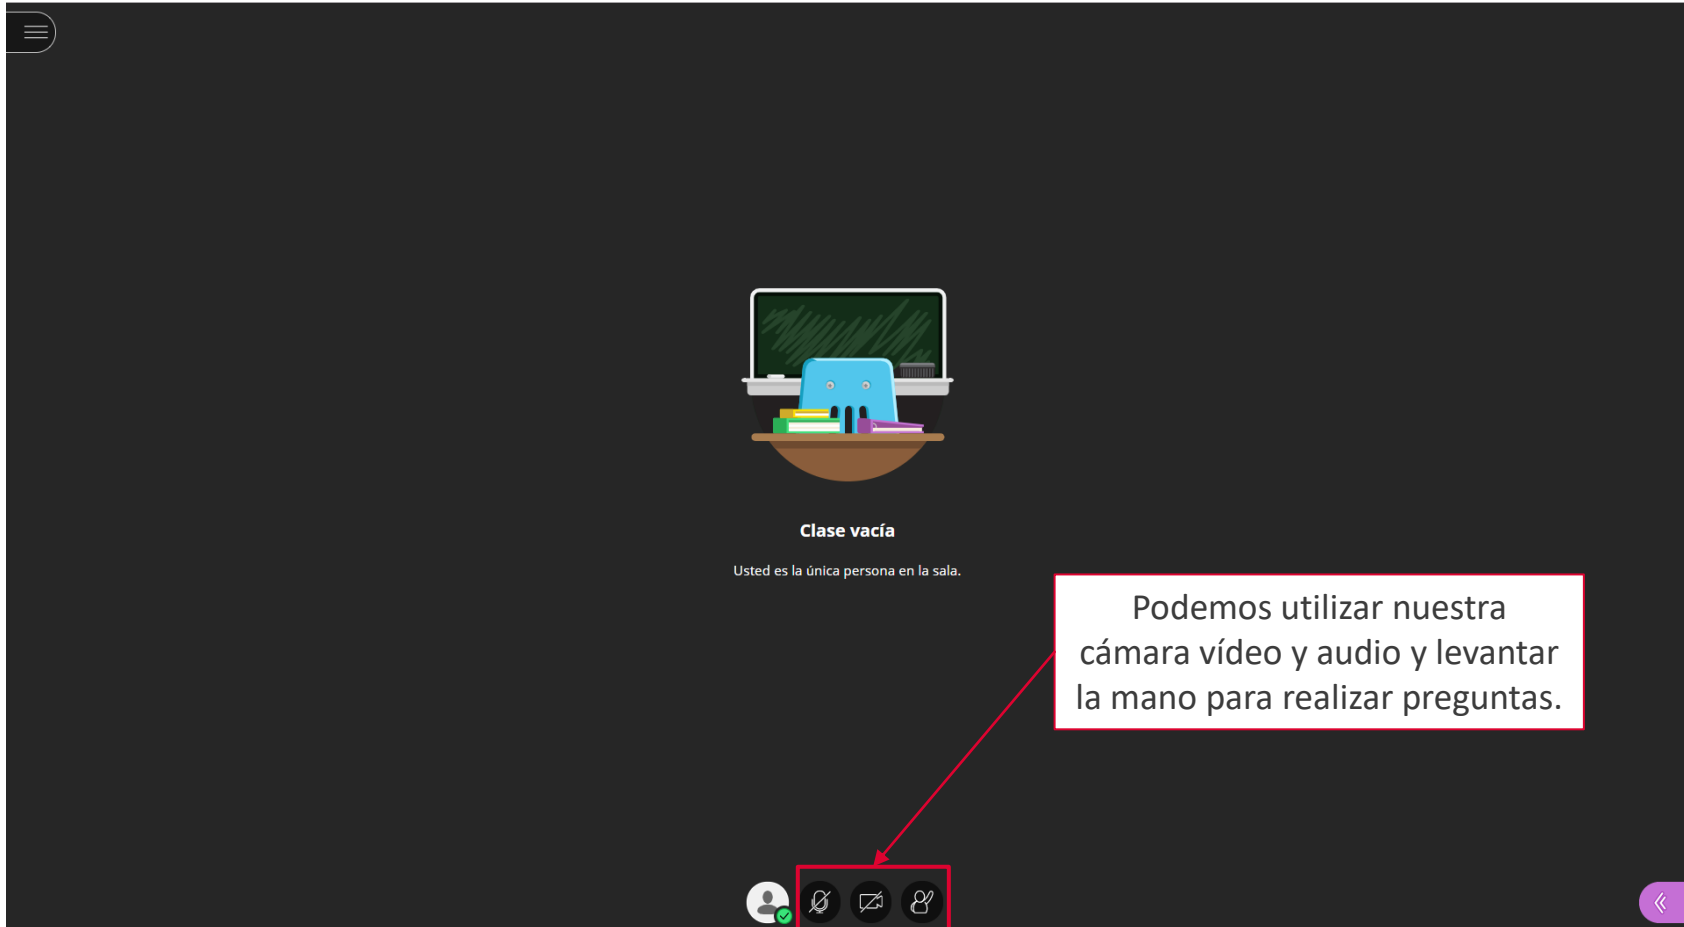 Clase vacía
Usted es la única persona en la sala.
Podemos utilizar nuestra
cámara vídeo y audio y levantar
la mano para realizar preguntas.